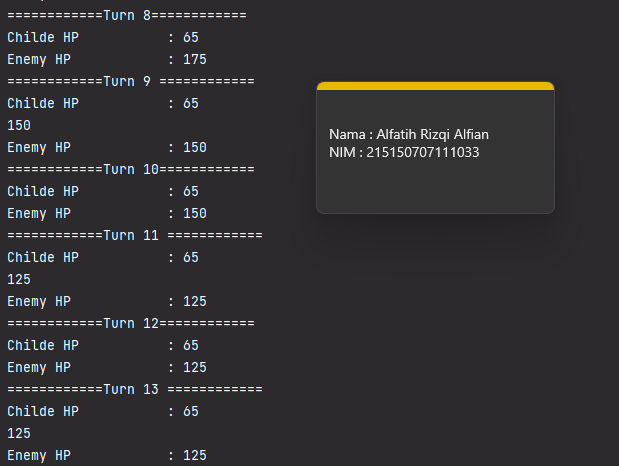 ============Turn 8============
Childe HP : 65
Enemy HP : 175
============Turn 9 ============
Childe HP : 65
150
Enemy HP : 150
============Turn 10============
Childe HP : 65
Enemy HP : 150
============Turn 11 ============
Childe HP : 65
125
Enemy HP : 125
============Turn 12============
Childe HP : 65
Enemy HP : 125
============Turn 13 ============
Childe HP : 65
125
Enemy HP : 125
Nama : Alfatih Rizqi Alfian
NIM : 215150707111033